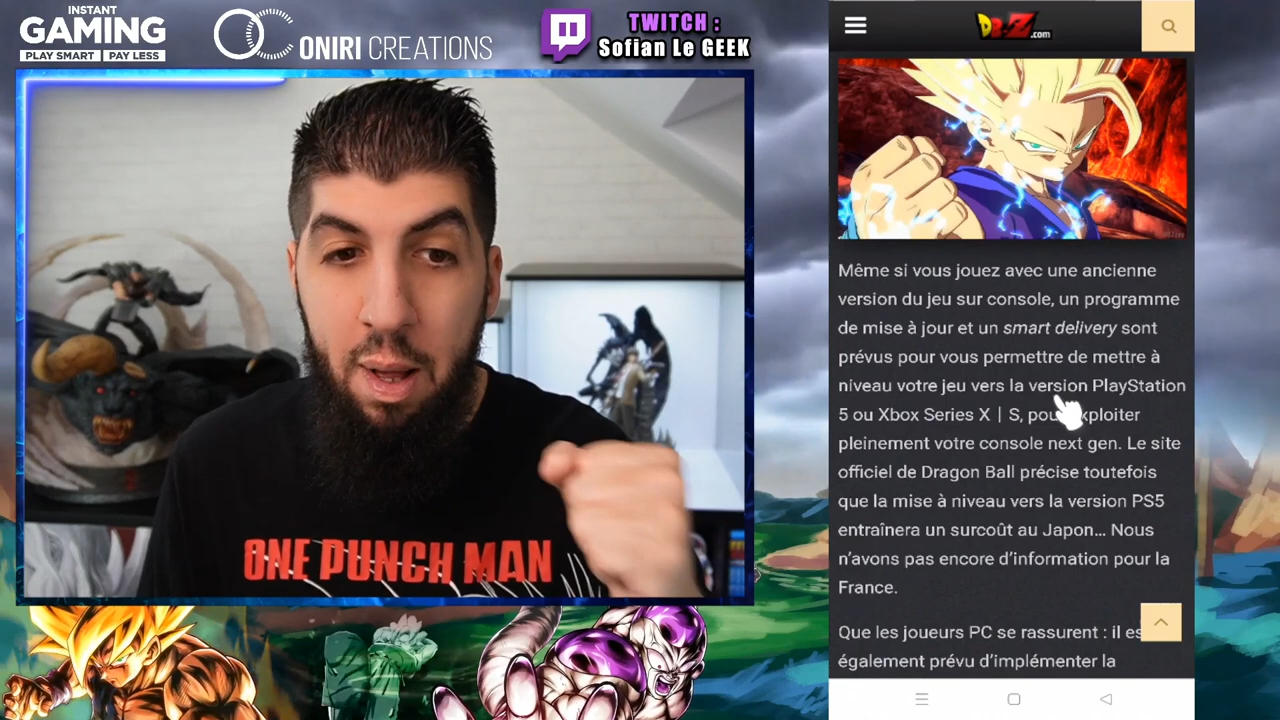 INSTANT
GAMING
PLAY SMART PAY LESS
ONIRI CREATIONS
TWITCH :
Sofian Le GEEK
DB-Z.com
Même si vous jouez avec une ancienne
version du jeu sur console, un programme
de mise à jour et un smart delivery sont
prévus pour vous permettre de mettre à
niveau votre jeu vers la version PlayStation
5 ou Xbox Series X | S, pour exploiter
pleinement votre console next gen. Le site
officiel de Dragon Ball précise toutefois
que la mise à niveau vers la version PS5
entraînera un surcoût au Japon… Nous
n’avons pas encore d’information pour la
France.
Que les joueurs PC se rassurent : il es
également prévu d’implémenter la
ONE PUNCH MAN